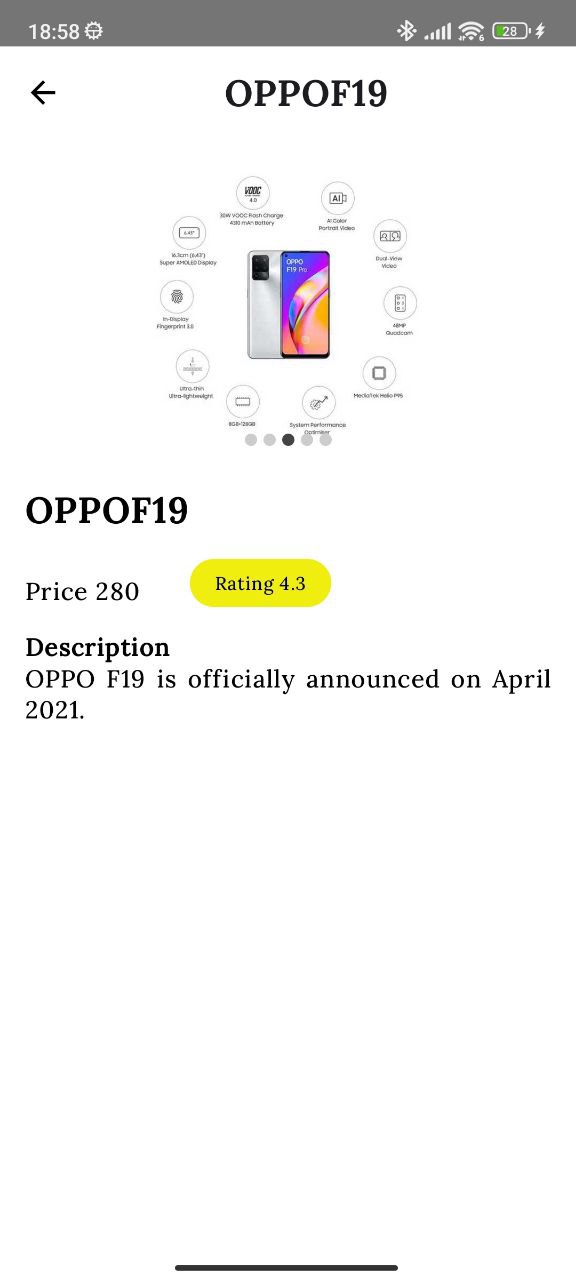 18:58
6
28
OPPOF19
VOOC
4.0
30W VOOC Flash Charge
4310 mAh Battery
AI
AI Color
Portrait Video
6.43"
16.3cm (6.43")
Super AMOLED Display
Dual-View
Video
OPPO
F19 Pro
In-Display
Fingerprint 3.0
48MP
Quadcam
Ultra-thin
Ultra-lightweight
MediaTek Helio P95
8GB+128GB
System Performance
Optimiser
OPPOF19
Price 280
Rating 4.3
Description
OPPO F19 is officially announced on April
2021.